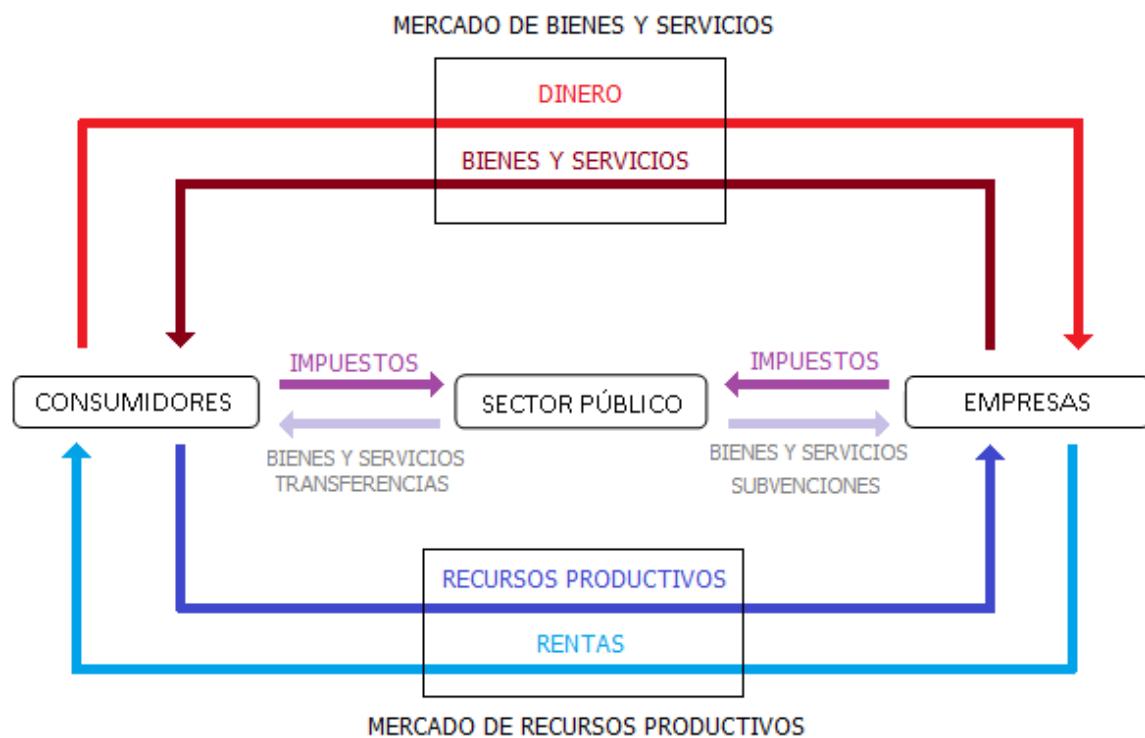 MERCADO DE BIENES Y SERVICIOS
DINERO
BIENES Y SERVICIOS
IMPUESTOS
IMPUESTOS
CONSUMIDORES
SECTOR PÚBLICO
EMPRESAS
BIENES Y SERVICIOS
TRANSFERENCIAS
BIENES Y SERVICIOS
SUBVENCIONES
RECURSOS PRODUCTIVOS
RENTAS
MERCADO DE RECURSOS PRODUCTIVOS